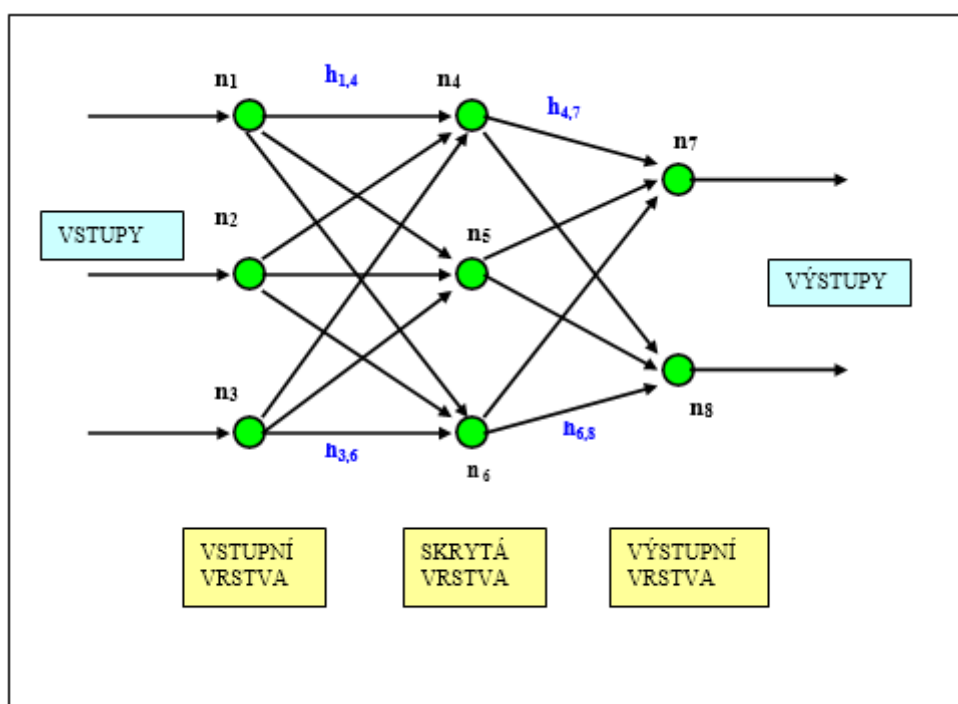 n1
h1,4
n4
h4,7
n7
n2
n5
VSTUPY
VÝSTUPY
n3
n8
h3,6
h6,8
n6
VSTUPNÍ
VRSTVA
SKRYTÁ
VRSTVA
VÝSTUPNÍ
VRSTVA